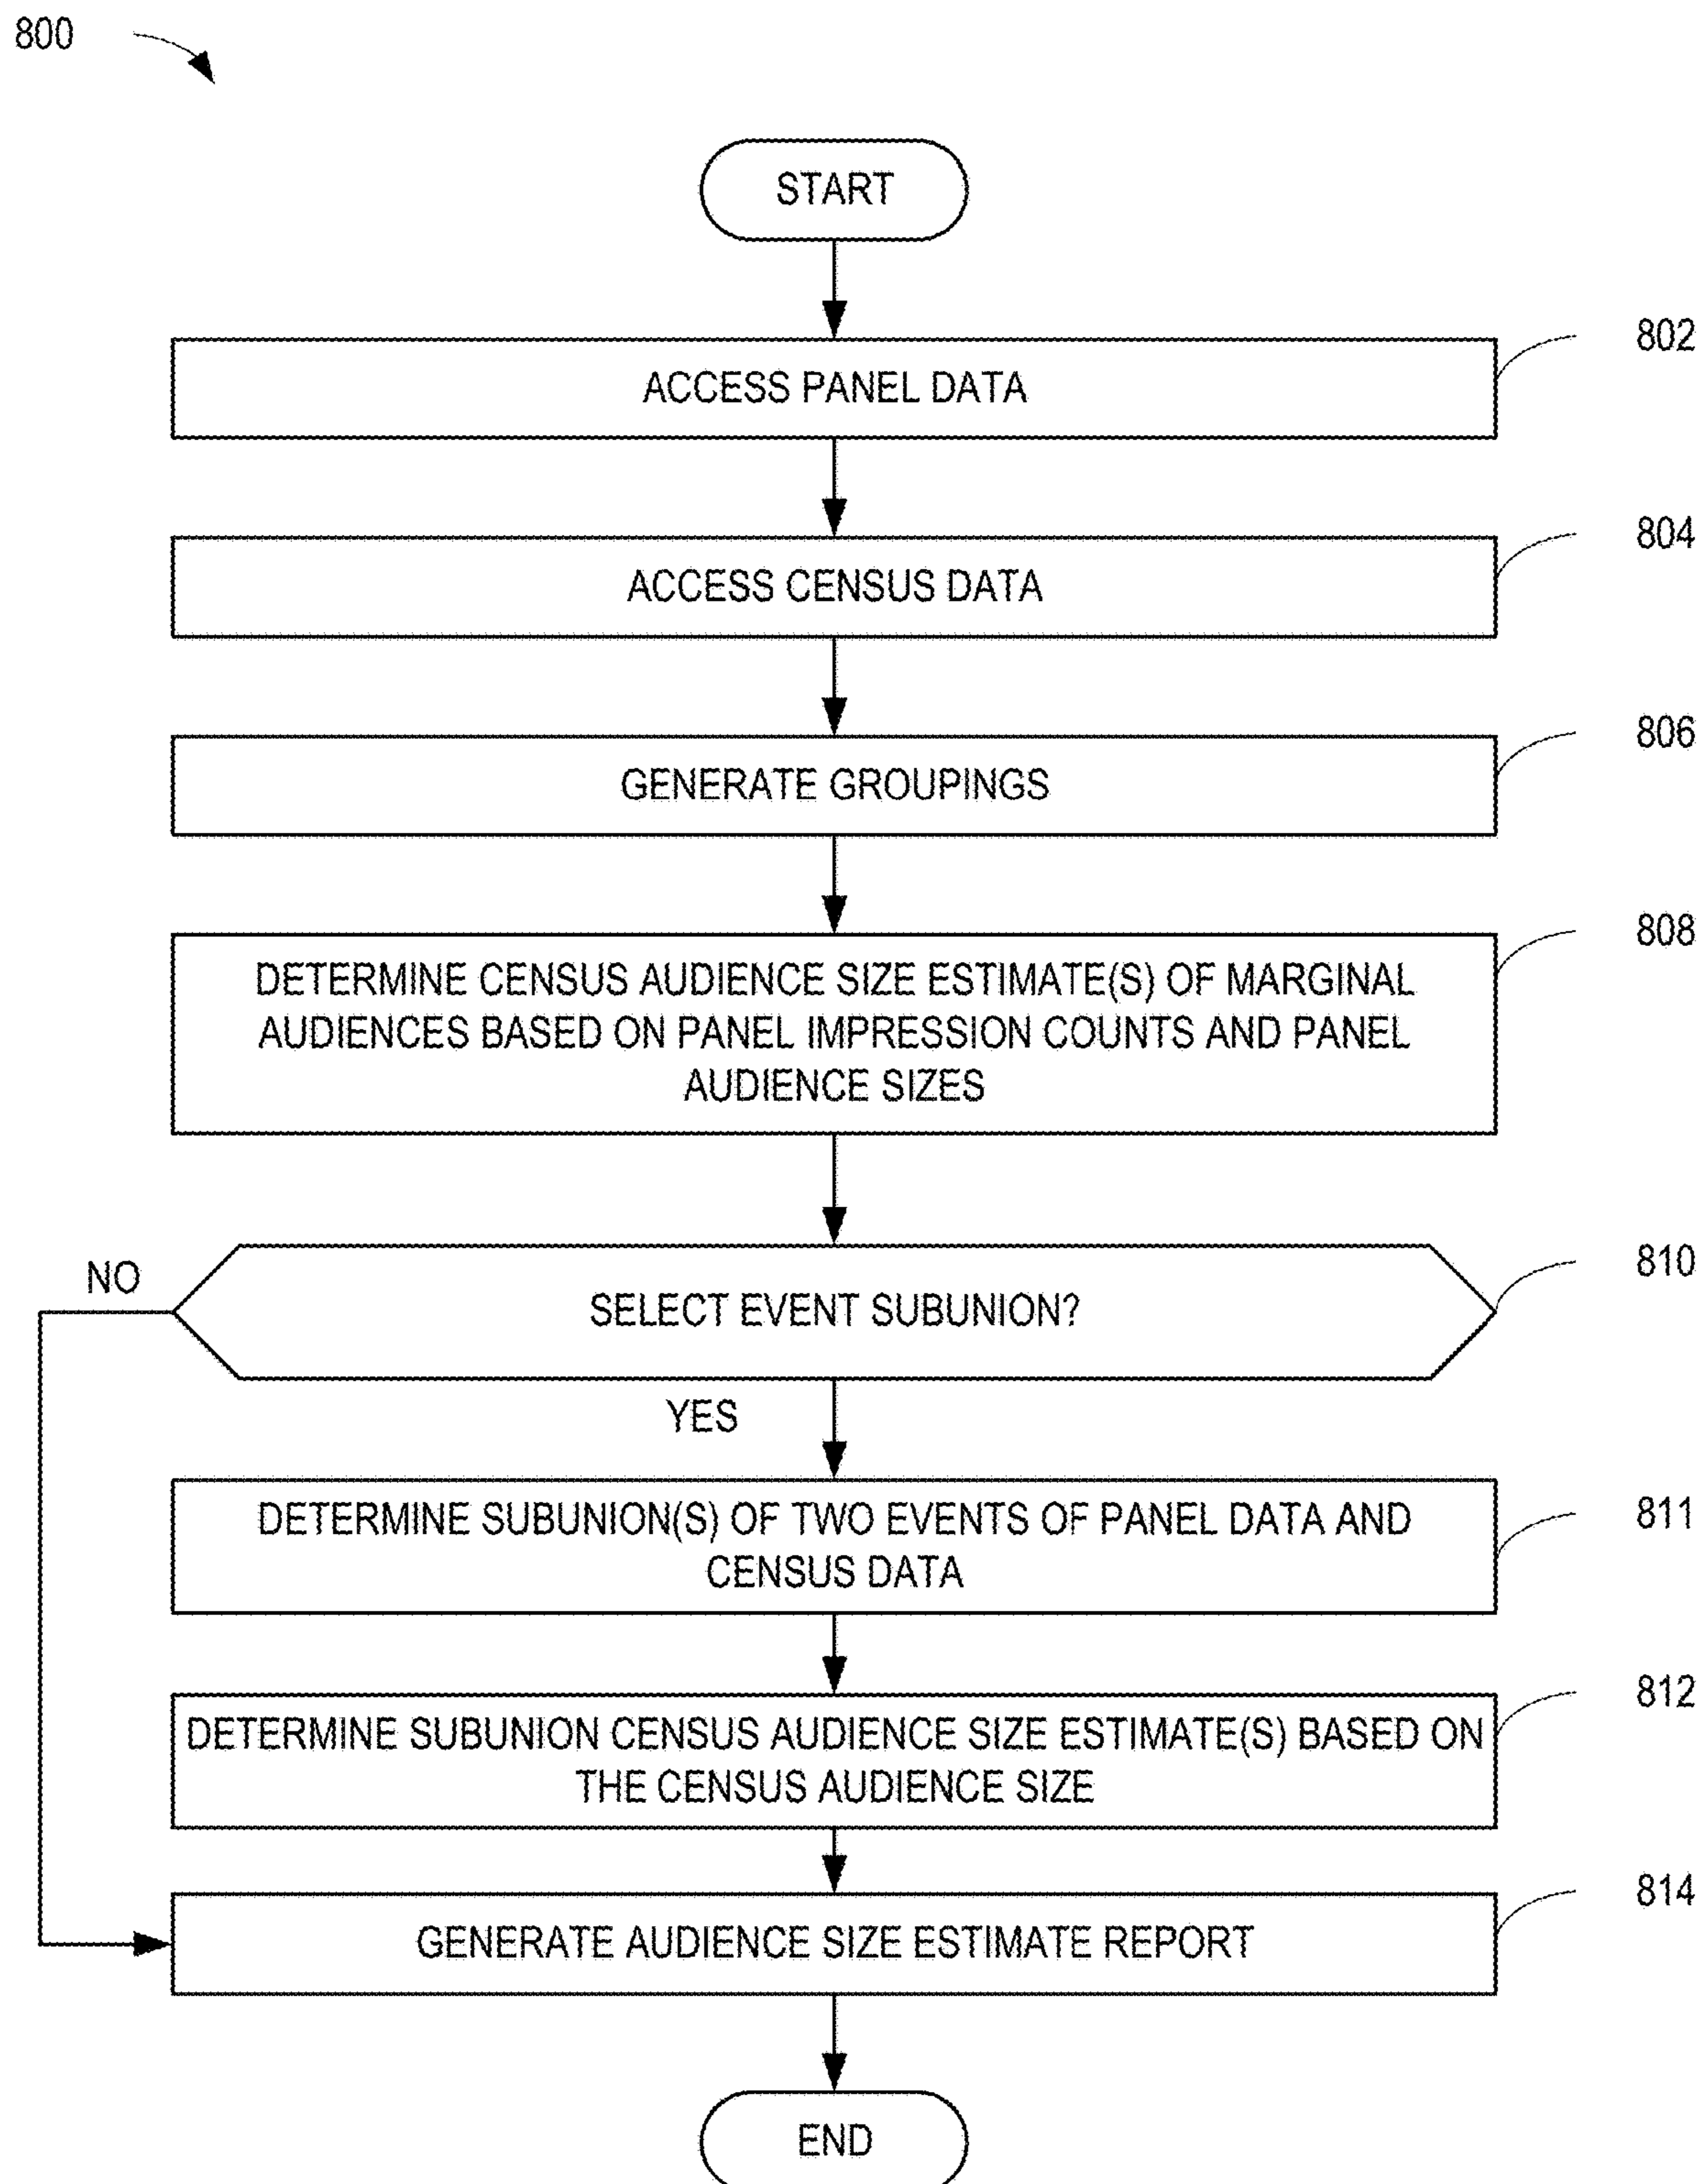 800
START
802
ACCESS PANEL DATA
804
ACCESS CENSUS DATA
806
GENERATE GROUPINGS
808
DETERMINE CENSUS AUDIENCE SIZE ESTIMATE(S) OF MARGINAL
AUDIENCES BASED ON PANEL IMPRESSION COUNTS AND PANEL
AUDIENCE SIZES
810
NO
SELECT EVENT SUBUNION?
YES
811
DETERMINE SUBUNION(S) OF TWO EVENTS OF PANEL DATA AND
CENSUS DATA
812
DETERMINE SUBUNION CENSUS AUDIENCE SIZE ESTIMATE(S) BASED ON
THE CENSUS AUDIENCE SIZE
814
GENERATE AUDIENCE SIZE ESTIMATE REPORT
END